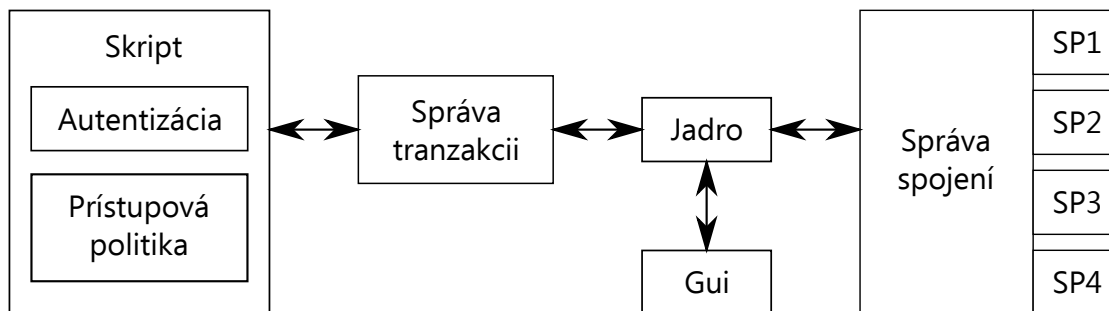 Skript
Autentizácia
Prístupová
politika
Správa
tranzakcii
Jadro
Gui
Správa
spojení
SP1
SP2
SP3
SP4